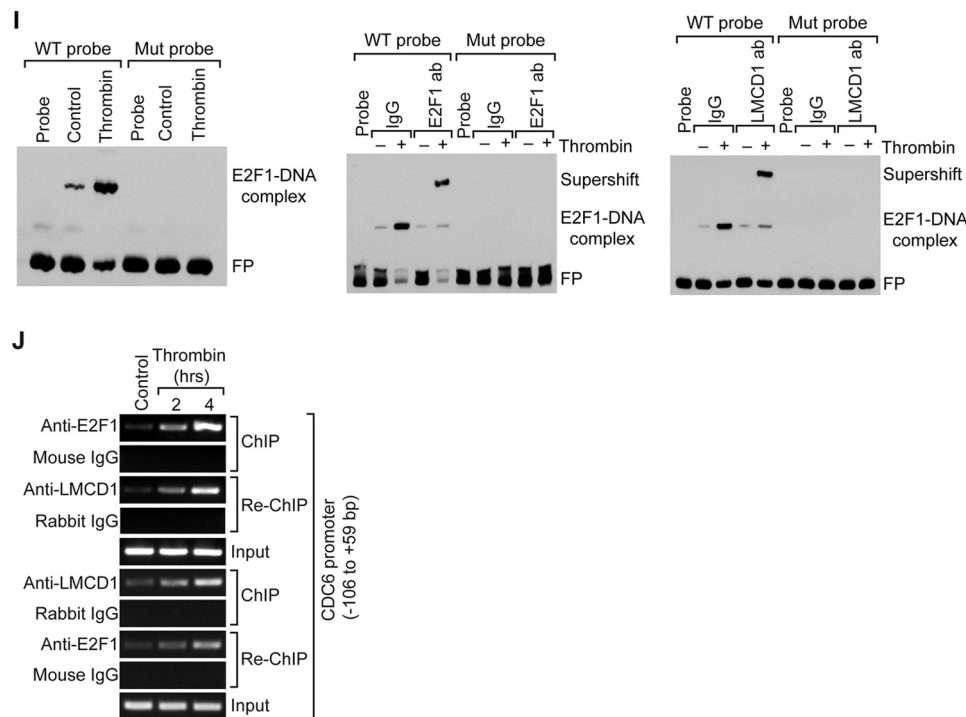 I
WT probe Mut probe
Probe Control Thrombin Probe Control Thrombin
E2F1-DNA
complex
FP
WT probe Mut probe
Probe IgG E2F1 ab Probe IgG E2F1 ab
– + – + – + – + Thrombin
Supershift
E2F1-DNA
complex
FP
WT probe Mut probe
Probe IgG LMCD1 ab Probe IgG LMCD1 ab
– + – + – + – + Thrombin
Supershift
E2F1-DNA
complex
FP
J
Control Thrombin
(hrs)
2 4
Anti-E2F1
Mouse IgG
ChIP
Anti-LMCD1
Rabbit IgG
Re-ChIP
Input
Anti-LMCD1
Rabbit IgG
ChIP
Anti-E2F1
Mouse IgG
Re-ChIP
Input
CDC6 promoter
(-106 to +59 bp)